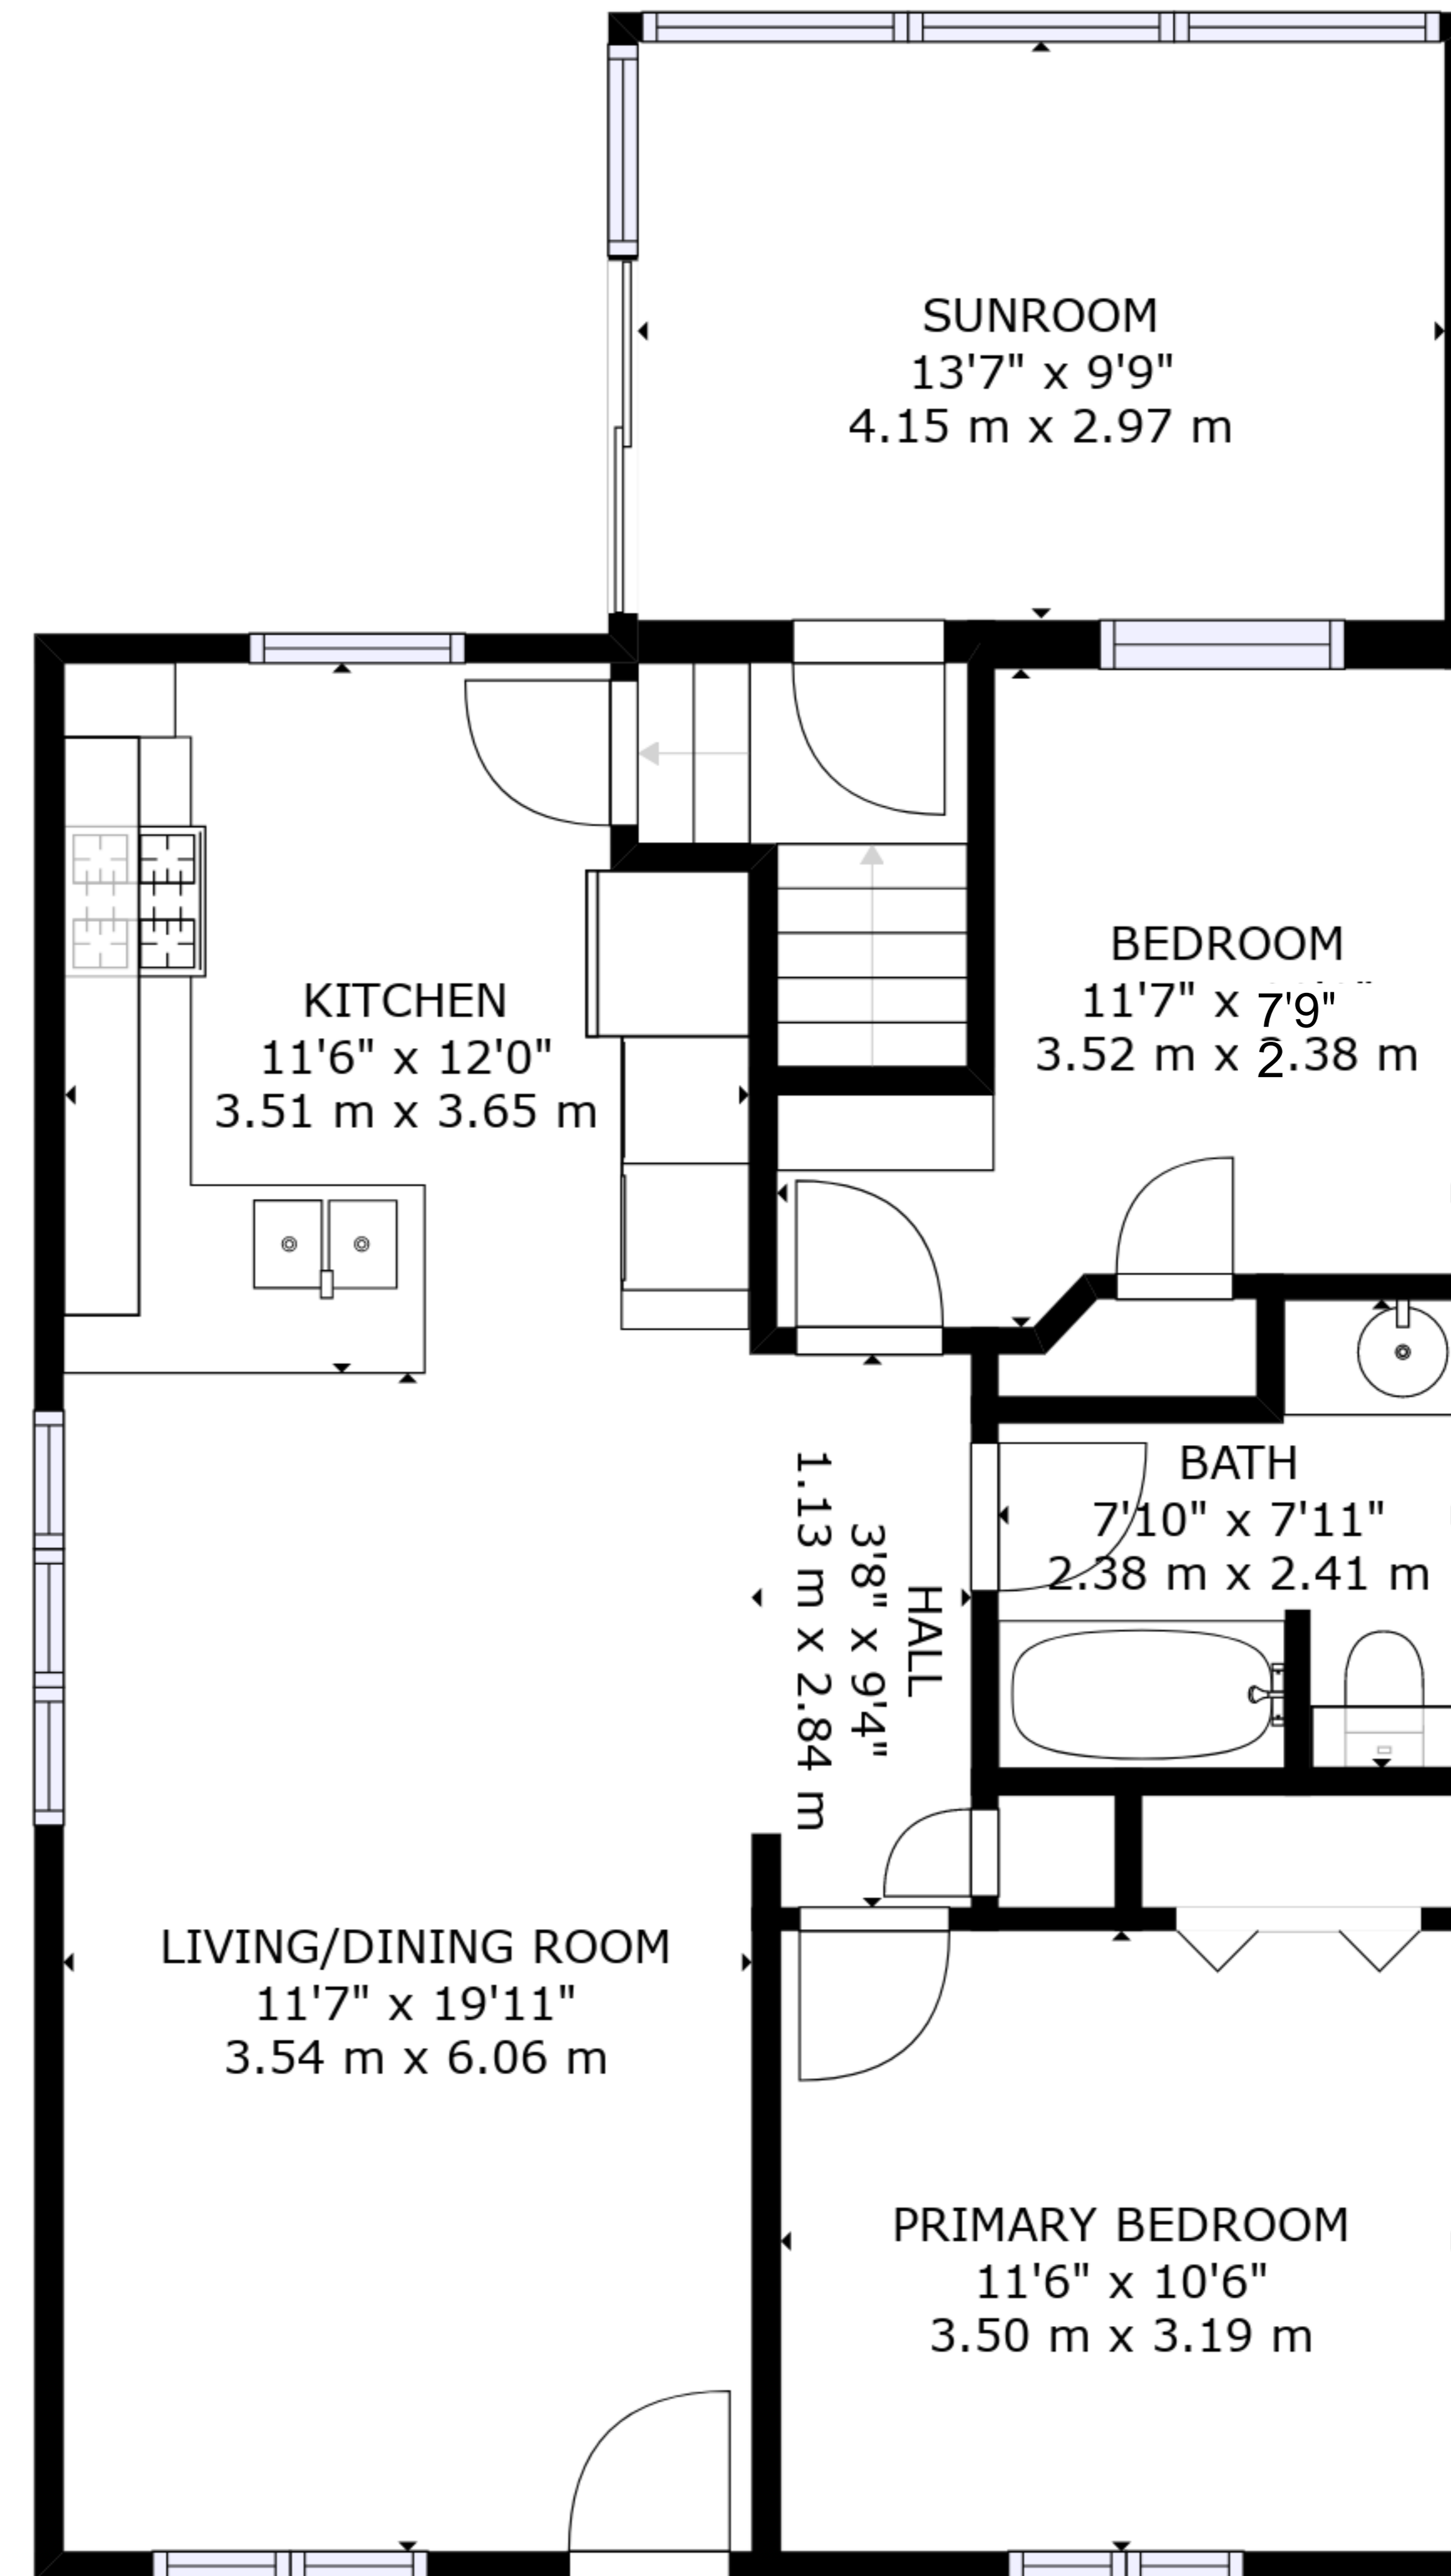 SUNROOM
13'7" x 9'9"
4.15 m x 2.97 m
BEDROOM
11'7" x 7'9"
3.52 m x 2.38 m
KITCHEN
11'6" x 12'0"
3.51 m x 3.65 m
BATH
7'10" x 7'11"
2.38 m x 2.41 m
HALL
3'8" x 9'4"
1.13 m x 2.84 m
LIVING/DINING ROOM
11'7" x 19'11"
3.54 m x 6.06 m
PRIMARY BEDROOM
11'6" x 10'6"
3.50 m x 3.19 m